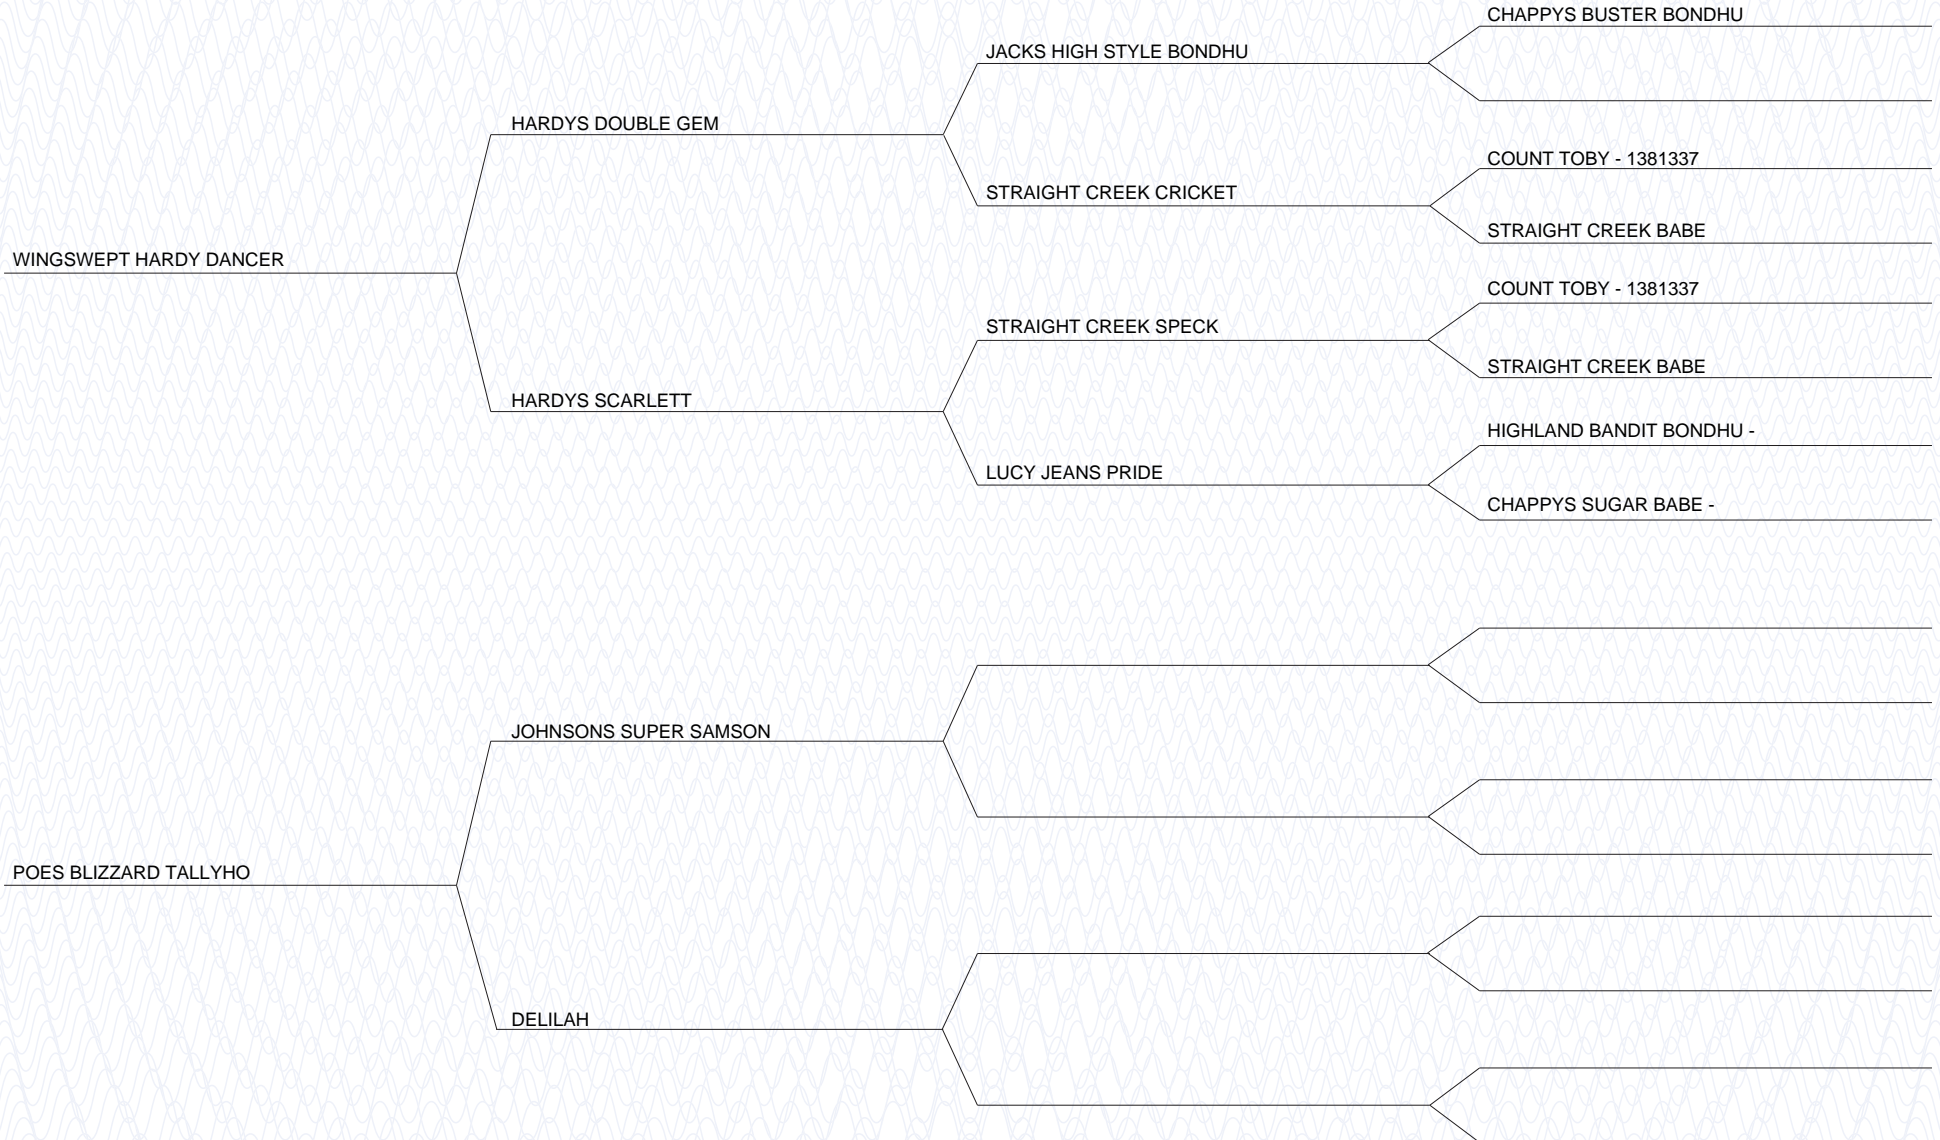 CHAPPYS BUSTER BONDHU
JACKS HIGH STYLE BONDHU
HARDYS DOUBLE GEM
COUNT TOBY - 1381337
STRAIGHT CREEK CRICKET
STRAIGHT CREEK BABE
WINGSWEPT HARDY DANCER
COUNT TOBY - 1381337
STRAIGHT CREEK SPECK
STRAIGHT CREEK BABE
HARDYS SCARLETT
HIGHLAND BANDIT BONDHU -
LUCY JEANS PRIDE
CHAPPYS SUGAR BABE -
JOHNSONS SUPER SAMSON
POES BLIZZARD TALLYHO
DELILAH